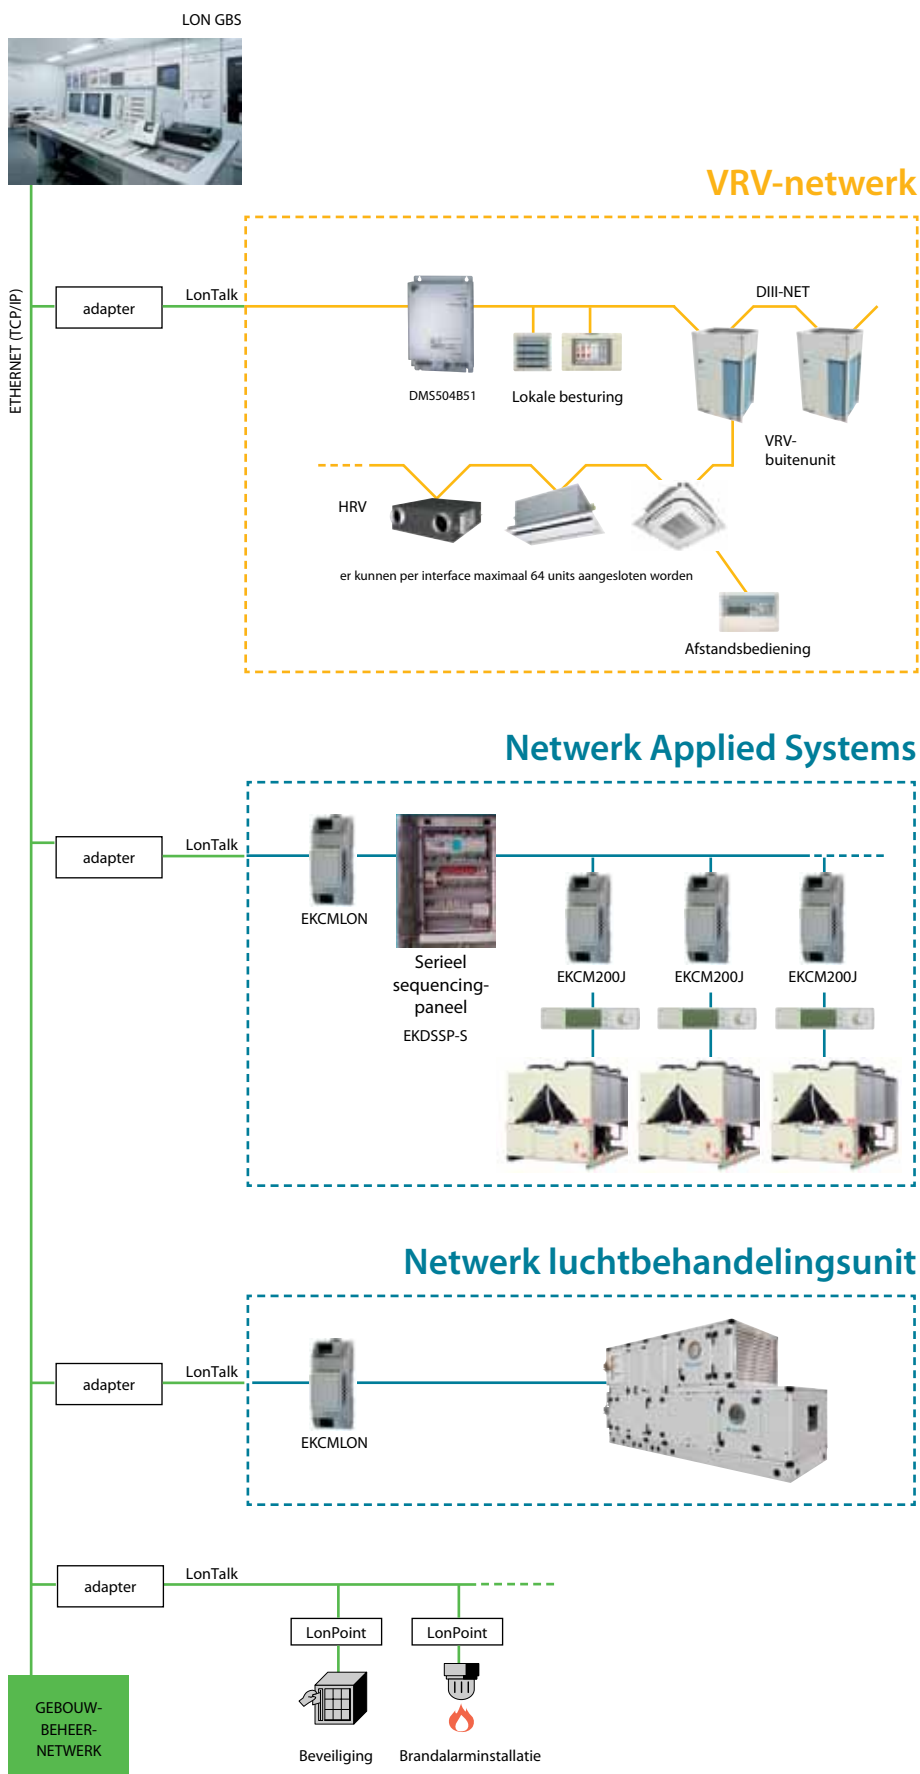 LON GBS
ETHERNET (TCP/IP)
VRV-netwerk
adapter
LonTalk
DIII-NET
DMS504B51
Lokale besturing
VRV-
buitenunit
HRV
er kunnen per interface maximaal 64 units aangesloten worden
Afstandsbediening
Netwerk Applied Systems
adapter
LonTalk
EKCMLON
Serieel
sequencing-
paneel
EKDSSP-S
EKCM200J
EKCM200J
EKCM200J
Netwerk luchtbehandelingsunit
adapter
LonTalk
EKCMLON
adapter
LonTalk
LonPoint
LonPoint
Beveiliging
Brandalarminstallatie
GEBOUW-
BEHEER-
NETWERK